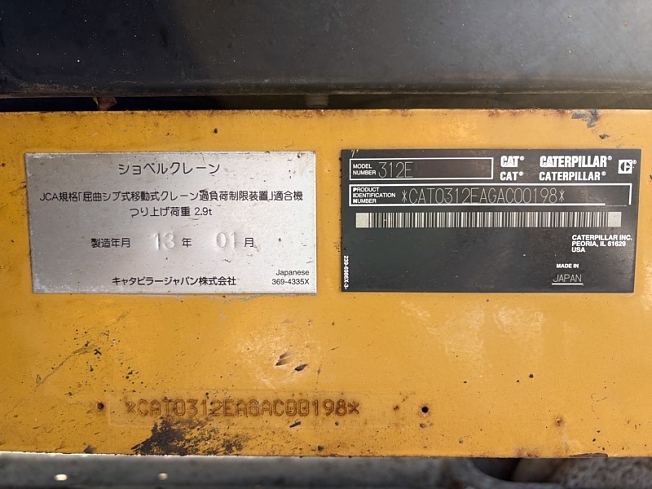 ショベルクレーン
JCA規格「屈曲ジブ式移動式クレーン過負荷制限装置」適合機
つり上げ荷重 2.9t
製造年月 13 年 01 月
キャタピラージャパン株式会社
Japanese
369-4335X
MODEL NUMBER 312E
CAT® CATERPILLAR®
CAT® CATERPILLAR®
PRODUCT IDENTIFICATION NUMBER *CAT0312EAGAC00198*
CATERPILLAR INC.
PEORIA, IL 61629
USA
MADE IN
JAPAN
*CAT0312EAGAC00198*